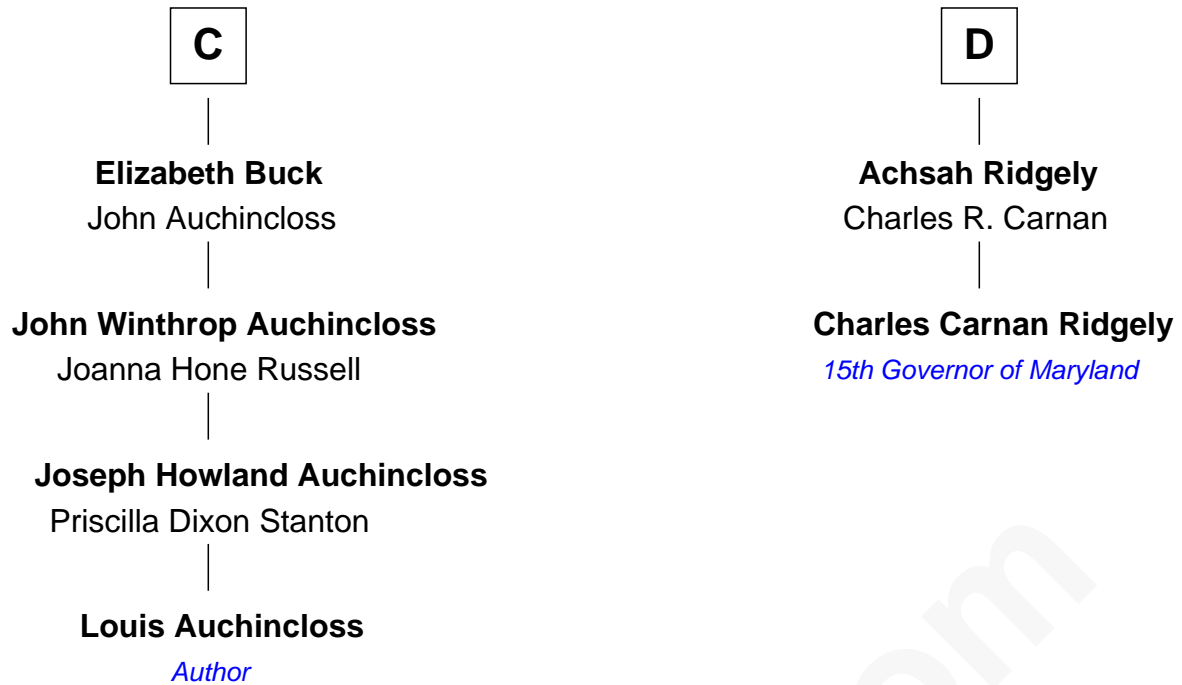 C
Elizabeth Buck
John Auchincloss
John Winthrop Auchincloss
Joanna Hone Russell
Joseph Howland Auchincloss
Priscilla Dixon Stanton
Louis Auchincloss
Author
D
Achsah Ridgely
Charles R. Carnan
Charles Carnan Ridgely
15th Governor of Maryland
om